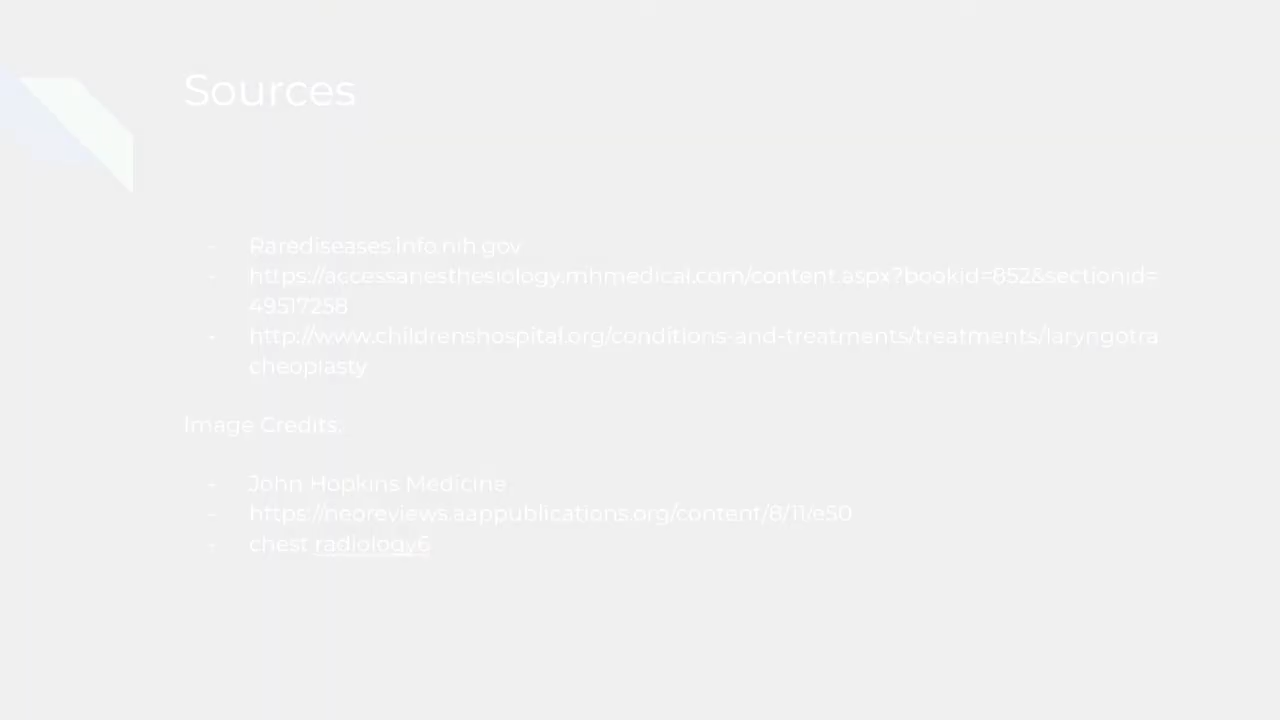 Sources
- Rarediseases.info.nih.gov
- https://accessanesthesiology.mhmedical.com/content.aspx?bookid=852&sectionid=
49517258
- http://www.childrenshospital.org/conditions-and-treatments/treatments/laryngotra
cheoplasty
Image Credits:
- John Hopkins Medicine
- https://neoreviews.aappublications.org/content/8/11/e50
- chest radiology6